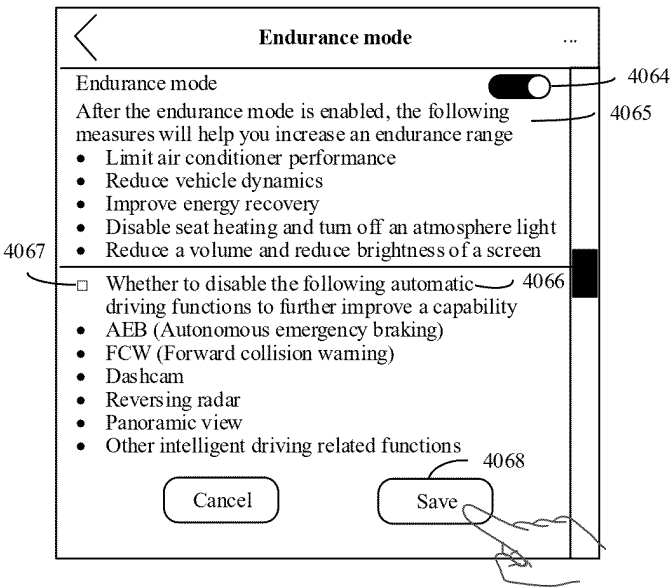 Endurance mode
...
Endurance mode
4064
After the endurance mode is enabled, the following
4065
measures will help you increase an endurance range
• Limit air conditioner performance
• Reduce vehicle dynamics
• Improve energy recovery
• Disable seat heating and turn off an atmosphere light
• Reduce a volume and reduce brightness of a screen
4067
□ Whether to disable the following automatic
4066
driving functions to further improve a capability
• AEB (Autonomous emergency braking)
• FCW (Forward collision warning)
• Dashcam
• Reversing radar
• Panoramic view
• Other intelligent driving related functions
4068
Cancel
Save